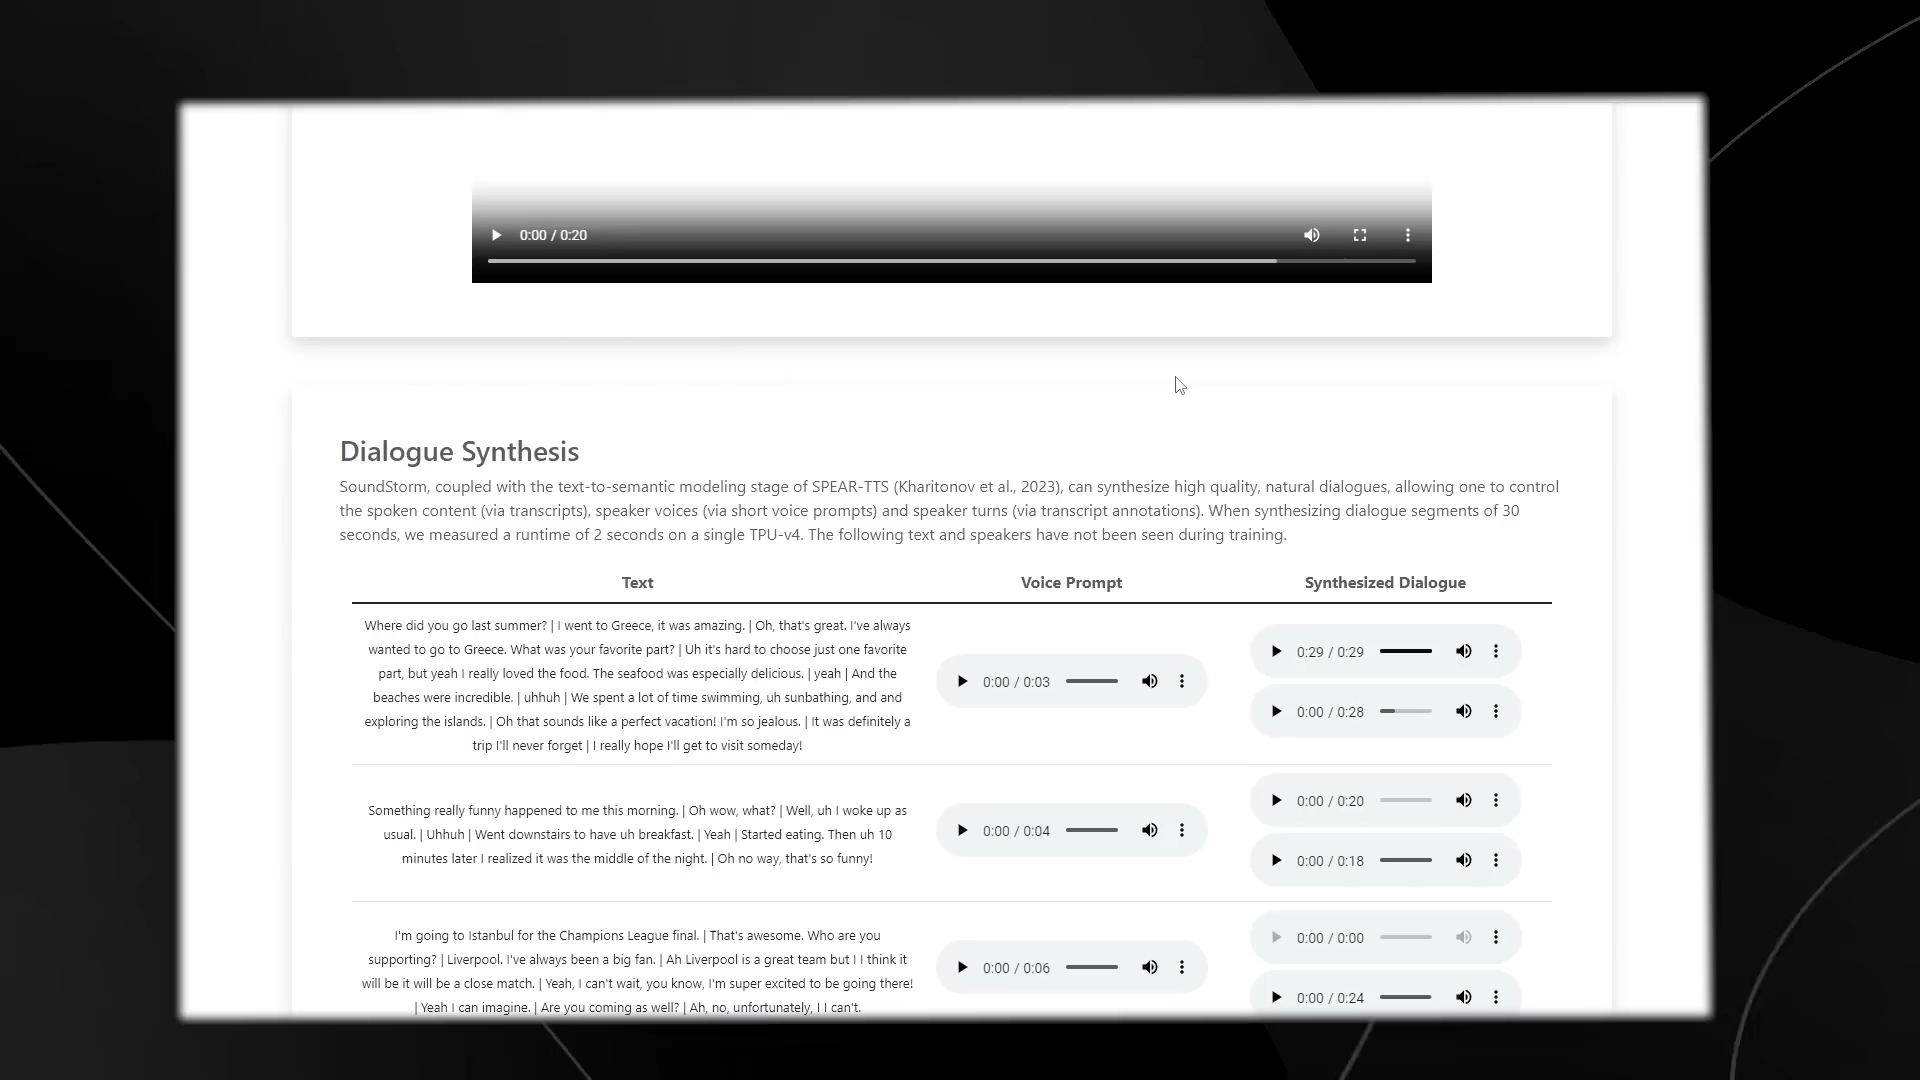 0:00 / 0:20
Dialogue Synthesis
SoundStorm, coupled with the text-to-semantic modeling stage of SPEAR-TTS (Kharitonov et al., 2023), can synthesize high quality, natural dialogues, allowing one to control
the spoken content (via transcripts), speaker voices (via short voice prompts) and speaker turns (via transcript annotations). When synthesizing dialogue segments of 30
seconds, we measured a runtime of 2 seconds on a single TPU-v4. The following text and speakers have not been seen during training.
Text Voice Prompt Synthesized Dialogue
Where did you go last summer? | I went to Greece, it was amazing. | Oh, that's great. I've always
wanted to go to Greece. What was your favorite part? | Uh it's hard to choose just one favorite
part, but yeah I really loved the food. The seafood was especially delicious. | yeah | And the
beaches were incredible. | uhhuh | We spent a lot of time swimming, uh sunbathing, and and
exploring the islands. | Oh that sounds like a perfect vacation! I'm so jealous. | It was definitely a
trip I'll never forget | I really hope I'll get to visit someday!
0:00 / 0:03
0:29 / 0:29
0:00 / 0:28
Something really funny happened to me this morning. | Oh wow, what? | Well, uh I woke up as
usual. | Uhhuh | Went downstairs to have uh breakfast. | Yeah | Started eating. Then uh 10
minutes later I realized it was the middle of the night. | Oh no way, that's so funny!
0:00 / 0:04
0:00 / 0:20
0:00 / 0:18
I'm going to Istanbul for the Champions League final. | That's awesome. Who are you
supporting? | Liverpool. I've always been a big fan. | Ah Liverpool is a great team but I I think it
will be it will be a close match. | Yeah, I can't wait, you know, I'm super excited to be going there!
| Yeah I can imagine. | Are you coming as well? | Ah, no, unfortunately, I I can't.
0:00 / 0:06
0:00 / 0:00
0:00 / 0:24